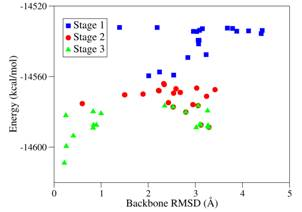 -14520
Stage 1
Stage 2
Stage 3
Energy (kcal/mol)
-14560
-14600
0 1 2 3 4 5
Backbone RMSD (Å)